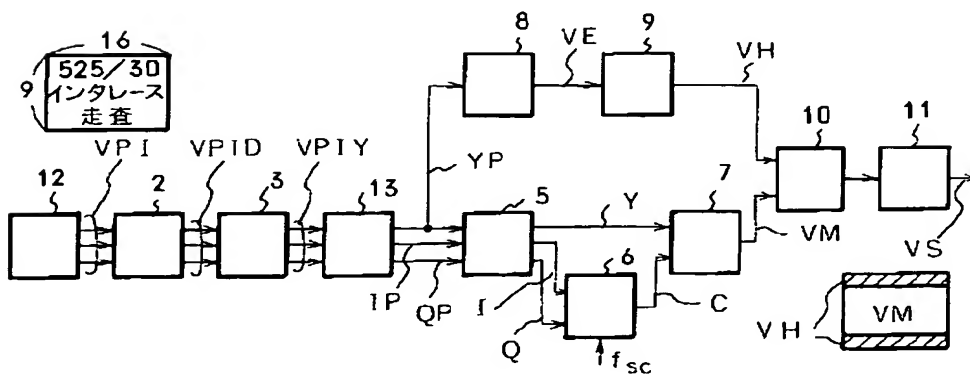 16
9
525/30
インタレース
走査
VPI
VPID
VPIY
12
2
3
13
YP
IP
QP
8
VE
9
VH
10
11
5
Y
7
6
I
Q
C
fsc
VM
VS
VH
VM